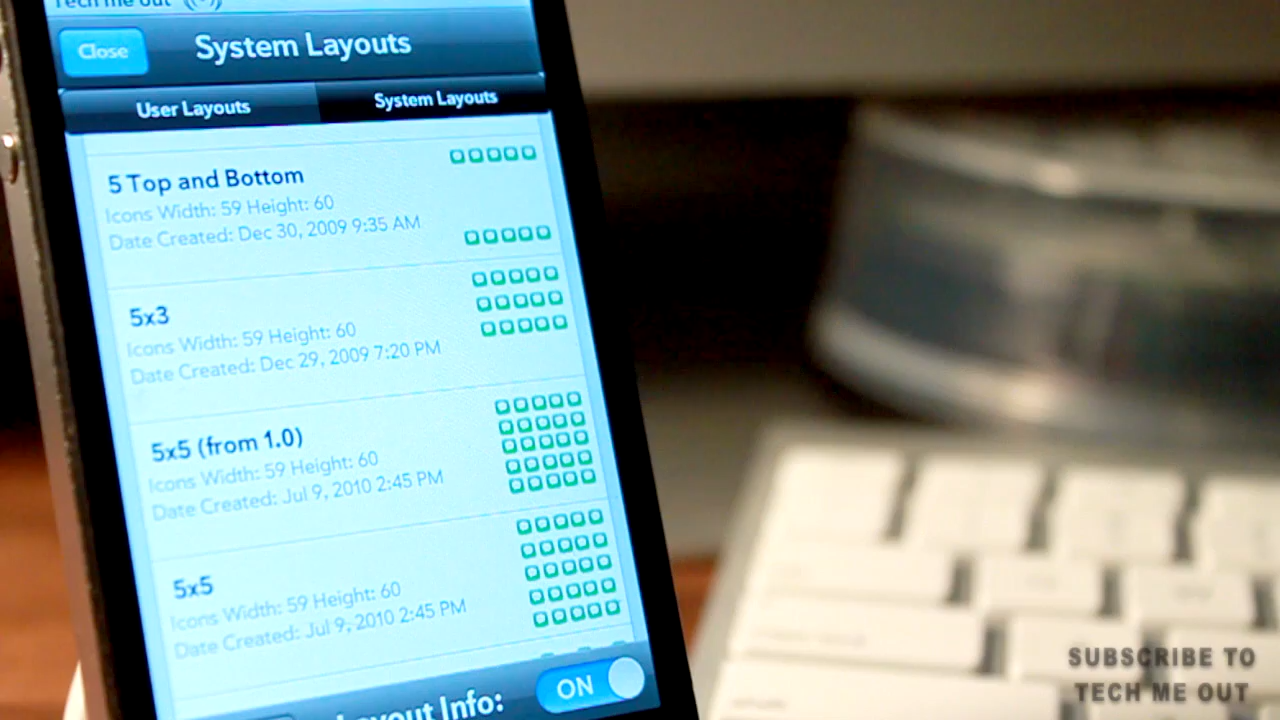 Tech me out
Close
System Layouts
User Layouts
System Layouts
5 Top and Bottom
Icons Width: 59 Height: 60
Date Created: Dec 30, 2009 9:35 AM
5x3
Icons Width: 59 Height: 60
Date Created: Dec 29, 2009 7:20 PM
5x5 (from 1.0)
Icons Width: 59 Height: 60
Date Created: Jul 9, 2010 2:45 PM
5x5
Icons Width: 59 Height: 60
Date Created: Jul 9, 2010 2:45 PM
Layout Info:
ON
SUBSCRIBE TO
TECH ME OUT